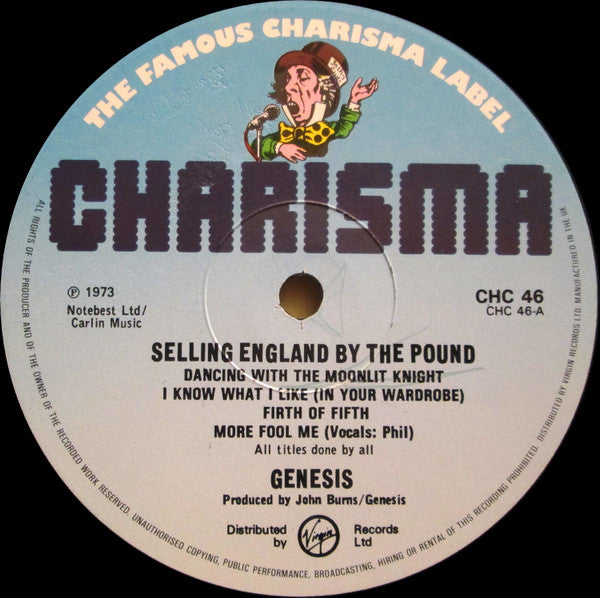 THE FAMOUS CHARISMA LABEL
CHARISMA
℗ 1973
Notebest Ltd/
Carlin Music
CHC 46
CHC 46-A
SELLING ENGLAND BY THE POUND
DANCING WITH THE MOONLIT KNIGHT
I KNOW WHAT I LIKE (IN YOUR WARDROBE)
FIRTH OF FIFTH
MORE FOOL ME (Vocals: Phil)
All titles done by all
GENESIS
Produced by John Burns/Genesis
Distributed
by
Virgin
Records
Ltd
ALL RIGHTS OF THE PRODUCER AND OF THE OWNER OF THE RECORDED WORK RESERVED. UNAUTHORISED COPYING, PUBLIC PERFORMANCE, BROADCASTING, HIRING OR RENTAL OF THIS RECORDING PROHIBITED. DISTRIBUTED BY VIRGIN RECORDS LTD. MANUFACTURED IN THE UK